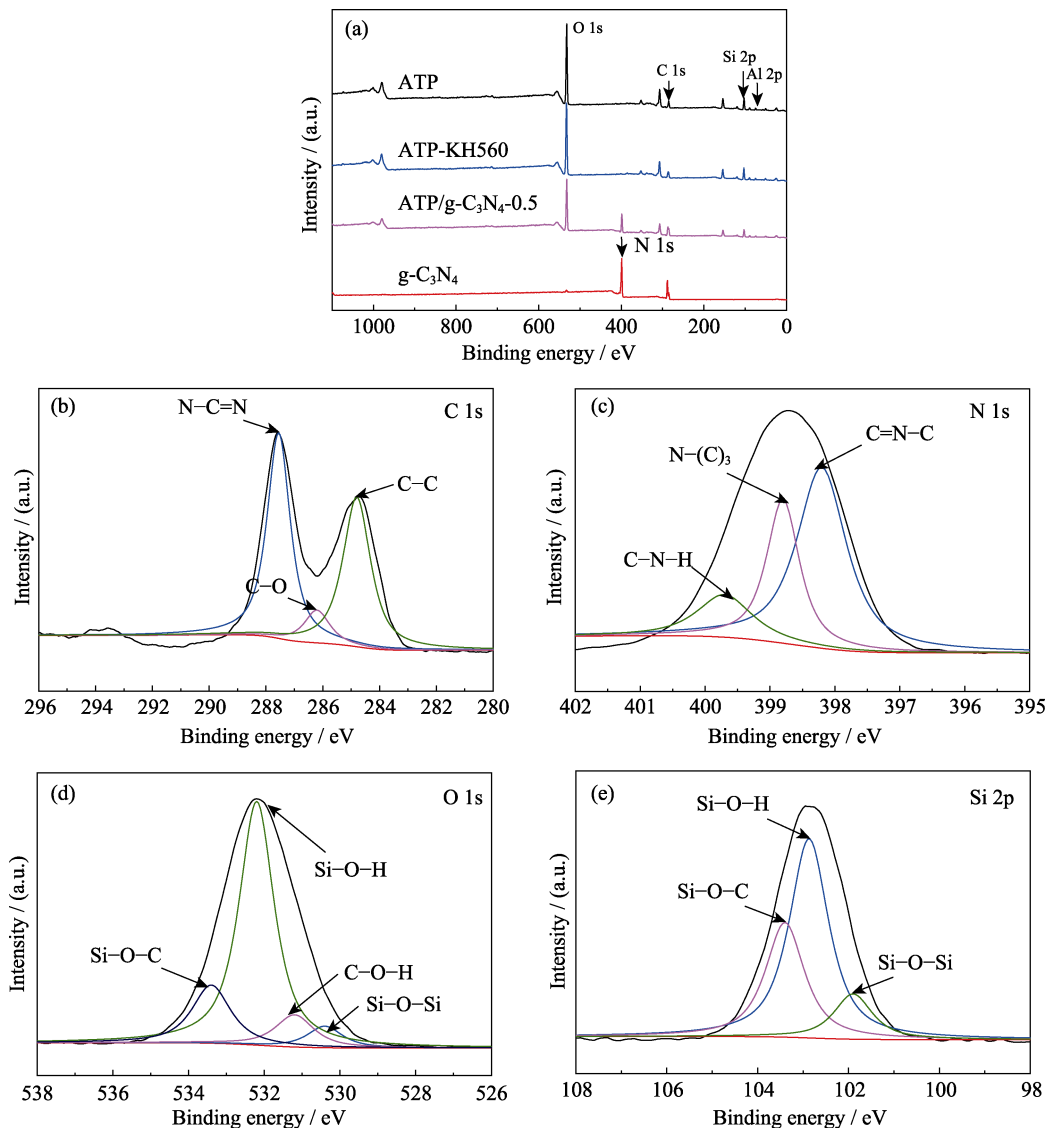 (a)
O 1s
C 1s
Si 2p
Al 2p
ATP
ATP-KH560
ATP/g-C₃N₄-0.5
N 1s
g-C₃N₄
Intensity / (a.u.)
1000 800 600 400 200 0
Binding energy / eV
(b)
C 1s
N−C=N
C−C
C−O
Intensity / (a.u.)
296 294 292 290 288 286 284 282 280
Binding energy / eV
(c)
N 1s
C=N−C
N−(C)₃
C−N−H
Intensity / (a.u.)
402 401 400 399 398 397 396 395
Binding energy / eV
(d)
O 1s
Si−O−H
Si−O−C
C−O−H
Si−O−Si
Intensity / (a.u.)
538 536 534 532 530 528 526
Binding energy / eV
(e)
Si 2p
Si−O−H
Si−O−C
Si−O−Si
Intensity / (a.u.)
108 106 104 102 100 98
Binding energy / eV